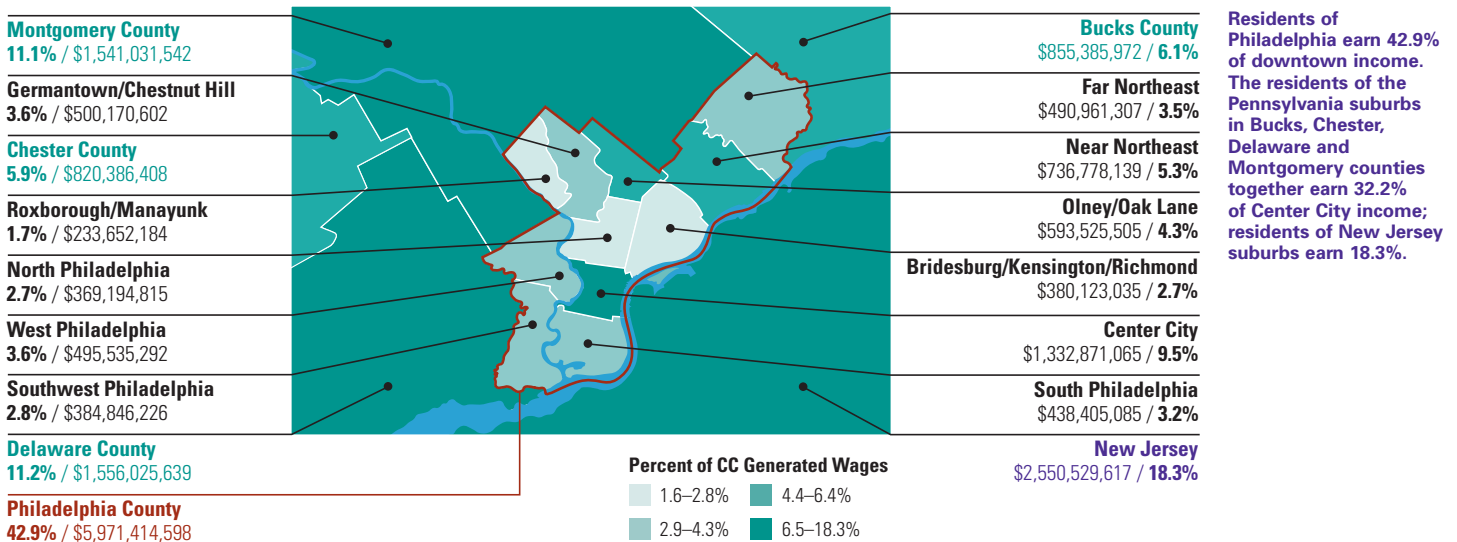 Montgomery County
11.1% / $1,541,031,542
Germantown/Chestnut Hill
3.6% / $500,170,602
Chester County
5.9% / $820,386,408
Roxborough/Manayunk
1.7% / $233,652,184
North Philadelphia
2.7% / $369,194,815
West Philadelphia
3.6% / $495,535,292
Southwest Philadelphia
2.8% / $384,846,226
Delaware County
11.2% / $1,556,025,639
Philadelphia County
42.9% / $5,971,414,598
Bucks County
$855,385,972 / 6.1%
Far Northeast
$490,961,307 / 3.5%
Near Northeast
$736,778,139 / 5.3%
Olney/Oak Lane
$593,525,505 / 4.3%
Bridesburg/Kensington/Richmond
$380,123,035 / 2.7%
Center City
$1,332,871,065 / 9.5%
South Philadelphia
$438,405,085 / 3.2%
New Jersey
$2,550,529,617 / 18.3%
Percent of CC Generated Wages
1.6–2.8%
4.4–6.4%
2.9–4.3%
6.5–18.3%
Residents of
Philadelphia earn 42.9%
of downtown income.
The residents of the
Pennsylvania suburbs
in Bucks, Chester,
Delaware and
Montgomery counties
together earn 32.2%
of Center City income;
residents of New Jersey
suburbs earn 18.3%.